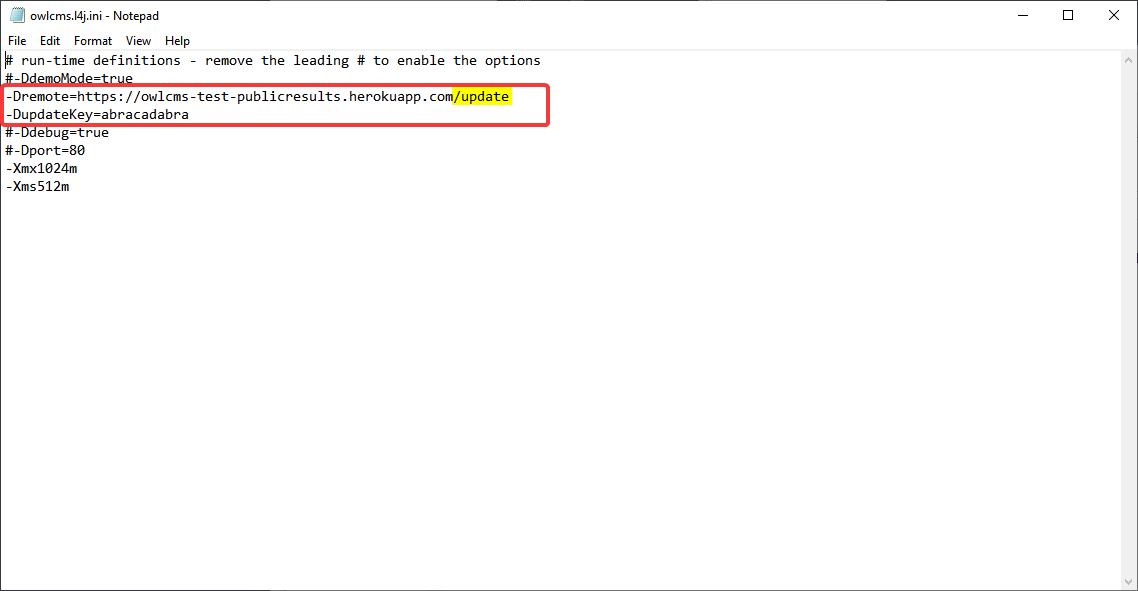 owlcms.l4j.ini - Notepad
File Edit Format View Help
# run-time definitions - remove the leading # to enable the options
#-DdemoMode=true
-Dremote=https://owlcms-test-publicresults.herokuapp.com/update
-DupdateKey=abracadabra
#-Ddebug=true
#-Dport=80
-Xmx1024m
-Xms512m